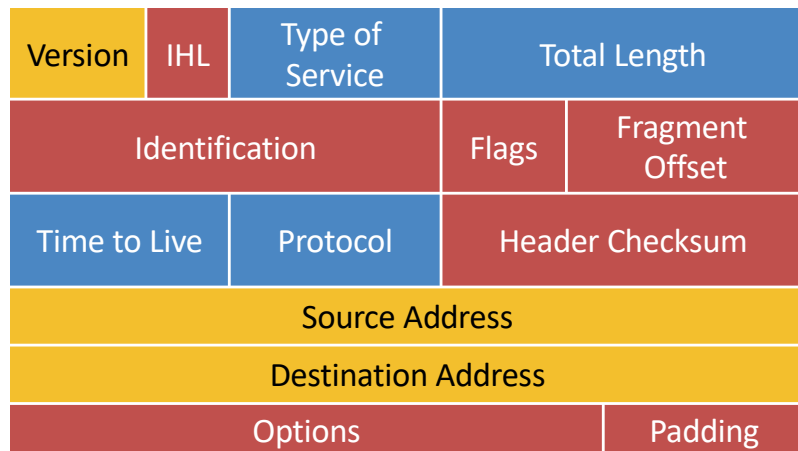 Version
IHL
Type of
Service
Total Length
Identification
Flags
Fragment
Offset
Time to Live
Protocol
Header Checksum
Source Address
Destination Address
Options
Padding